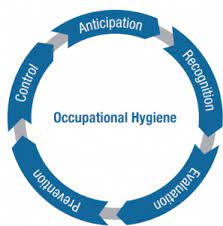 Anticipation
Recognition
Evaluation
Prevention
Control
Occupational Hygiene